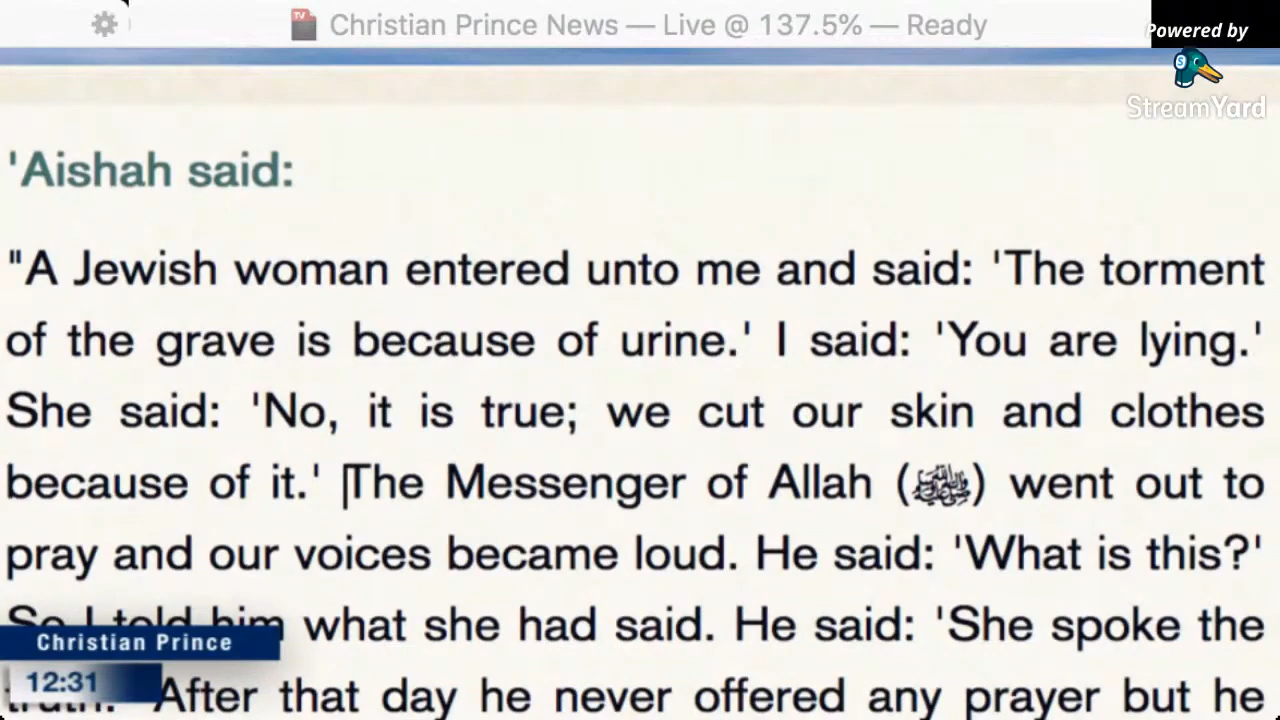 TV
Christian Prince News — Live @ 137.5% — Ready
Powered by
S
StreamYard
'Aishah said:
"A Jewish woman entered unto me and said: 'The torment
of the grave is because of urine.' I said: 'You are lying.'
She said: 'No, it is true; we cut our skin and clothes
because of it.' The Messenger of Allah (ﷺ) went out to
pray and our voices became loud. He said: 'What is this?'
So I told him what she had said. He said: 'She spoke the
After that day he never offered any prayer but he
Christian Prince
12:31